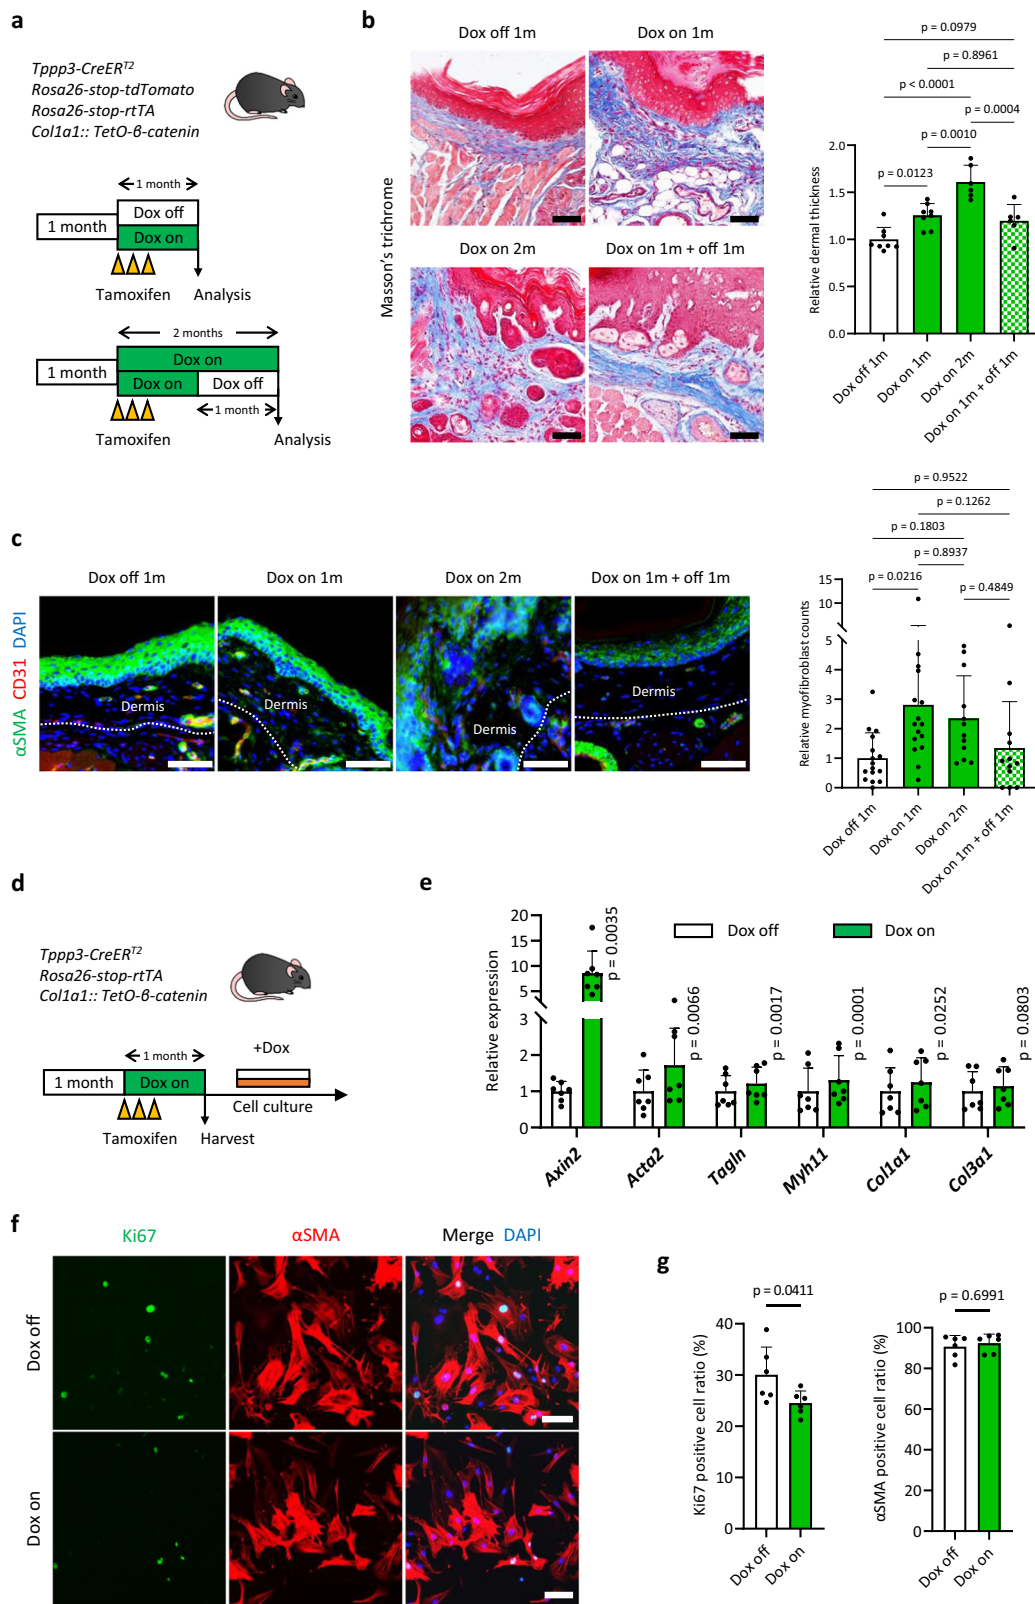 a
Tppp3-CreERT2
Rosa26-stop-tdTomato
Rosa26-stop-rtTA
Col1a1:: TetO-β-catenin
1 month
1 month
Dox off
Dox on
Tamoxifen
Analysis
2 months
1 month
Dox on
Dox on
Dox off
1 month
Tamoxifen
Analysis
b
Masson's trichrome
Dox off 1m
Dox on 1m
Dox on 2m
Dox on 1m + off 1m
p = 0.0979
p = 0.8961
p < 0.0001
p = 0.0004
p = 0.0010
p = 0.0123
Relative dermal thickness
2.0
1.5
1.0
0.5
0.0
Dox off 1m
Dox on 1m
Dox on 2m
Dox on 1m + off 1m
c
αSMA CD31 DAPI
Dox off 1m
Dox on 1m
Dox on 2m
Dox on 1m + off 1m
Dermis
Dermis
Dermis
Dermis
p = 0.9522
p = 0.1262
p = 0.1803
p = 0.8937
p = 0.0216
p = 0.4849
Relative myofibroblast counts
15
10
5
4
3
2
1
0
Dox off 1m
Dox on 1m
Dox on 2m
Dox on 1m + off 1m
d
Tppp3-CreERT2
Rosa26-stop-rtTA
Col1a1:: TetO-β-catenin
1 month
1 month
Dox on
Tamoxifen
Harvest
+Dox
Cell culture
e
Relative expression
20
15
10
5
3
2
1
0
Dox off
Dox on
p = 0.0035
p = 0.0066
p = 0.0017
p = 0.0001
p = 0.0252
p = 0.0803
Axin2
Acta2
Tagln
Myh11
Col1a1
Col3a1
f
Ki67
αSMA
Merge DAPI
Dox off
Dox on
g
p = 0.0411
Ki67 positive cell ratio (%)
40
30
20
10
0
Dox off
Dox on
p = 0.6991
αSMA positive cell ratio (%)
100
80
60
40
20
0
Dox off
Dox on